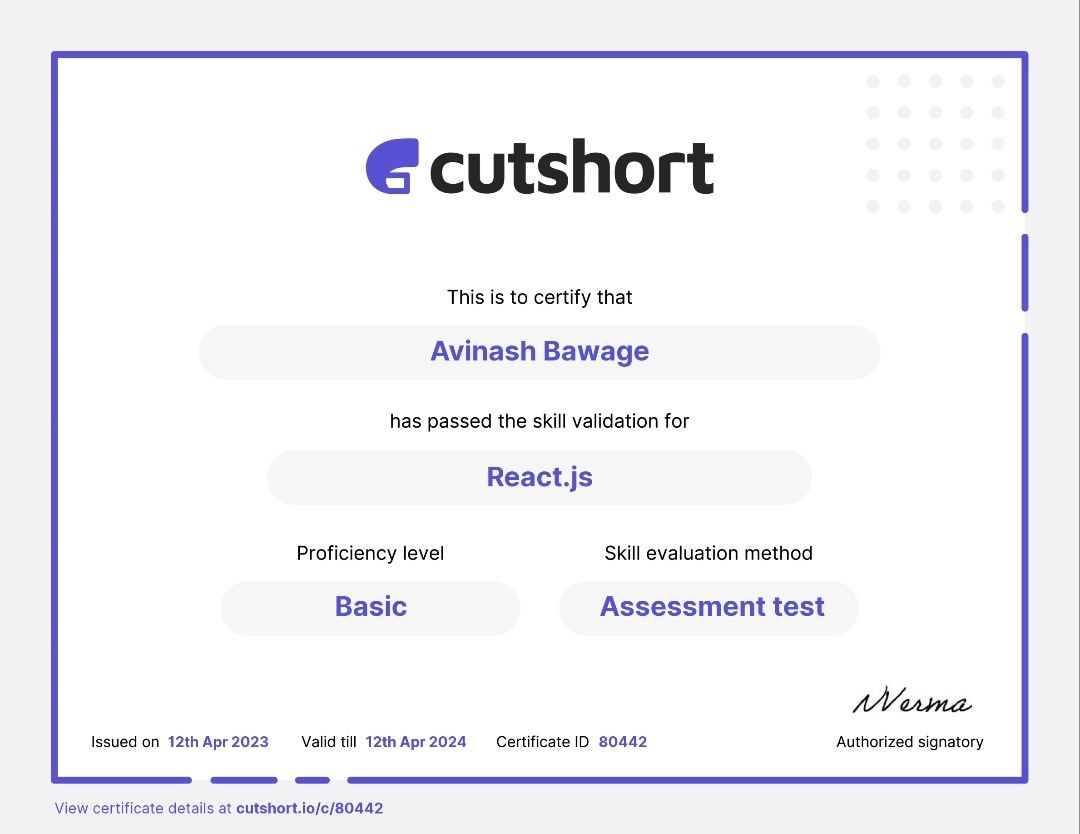 cutshort
This is to certify that
Avinash Bawage
has passed the skill validation for
React.js
Proficiency level
Skill evaluation method
Basic
Assessment test
Verma
Issued on 12th Apr 2023 Valid till 12th Apr 2024 Certificate ID 80442
Authorized signatory
View certificate details at cutshort.io/c/80442